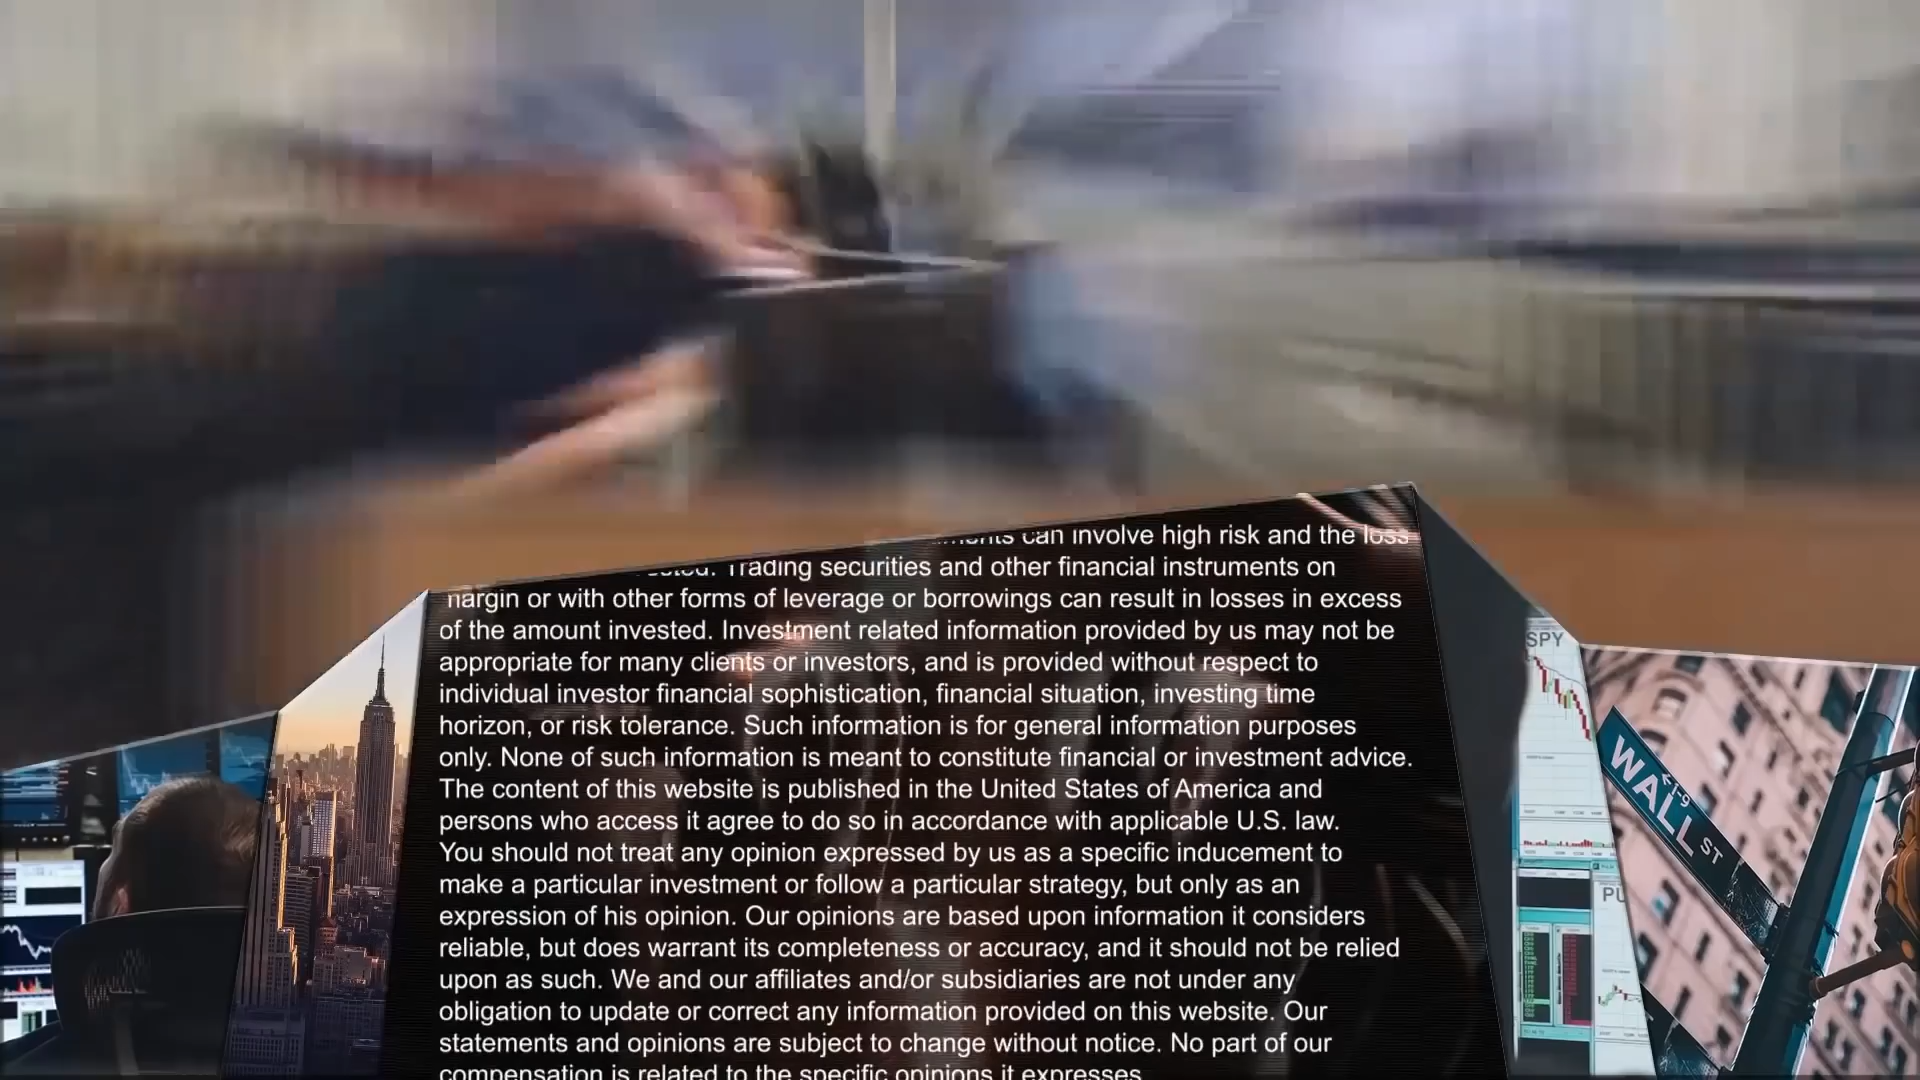 can involve high risk and the loss
Trading securities and other financial instruments on
margin or with other forms of leverage or borrowings can result in losses in excess
of the amount invested. Investment related information provided by us may not be
appropriate for many clients or investors, and is provided without respect to
individual investor financial sophistication, financial situation, investing time
horizon, or risk tolerance. Such information is for general information purposes
only. None of such information is meant to constitute financial or investment advice.
The content of this website is published in the United States of America and
persons who access it agree to do so in accordance with applicable U.S. law.
You should not treat any opinion expressed by us as a specific inducement to
make a particular investment or follow a particular strategy, but only as an
expression of his opinion. Our opinions are based upon information it considers
reliable, but does warrant its completeness or accuracy, and it should not be relied
upon as such. We and our affiliates and/or subsidiaries are not under any
obligation to update or correct any information provided on this website. Our
statements and opinions are subject to change without notice. No part of our
compensation is related to the specific opinions it expresses
SPY
WALL ST
PU